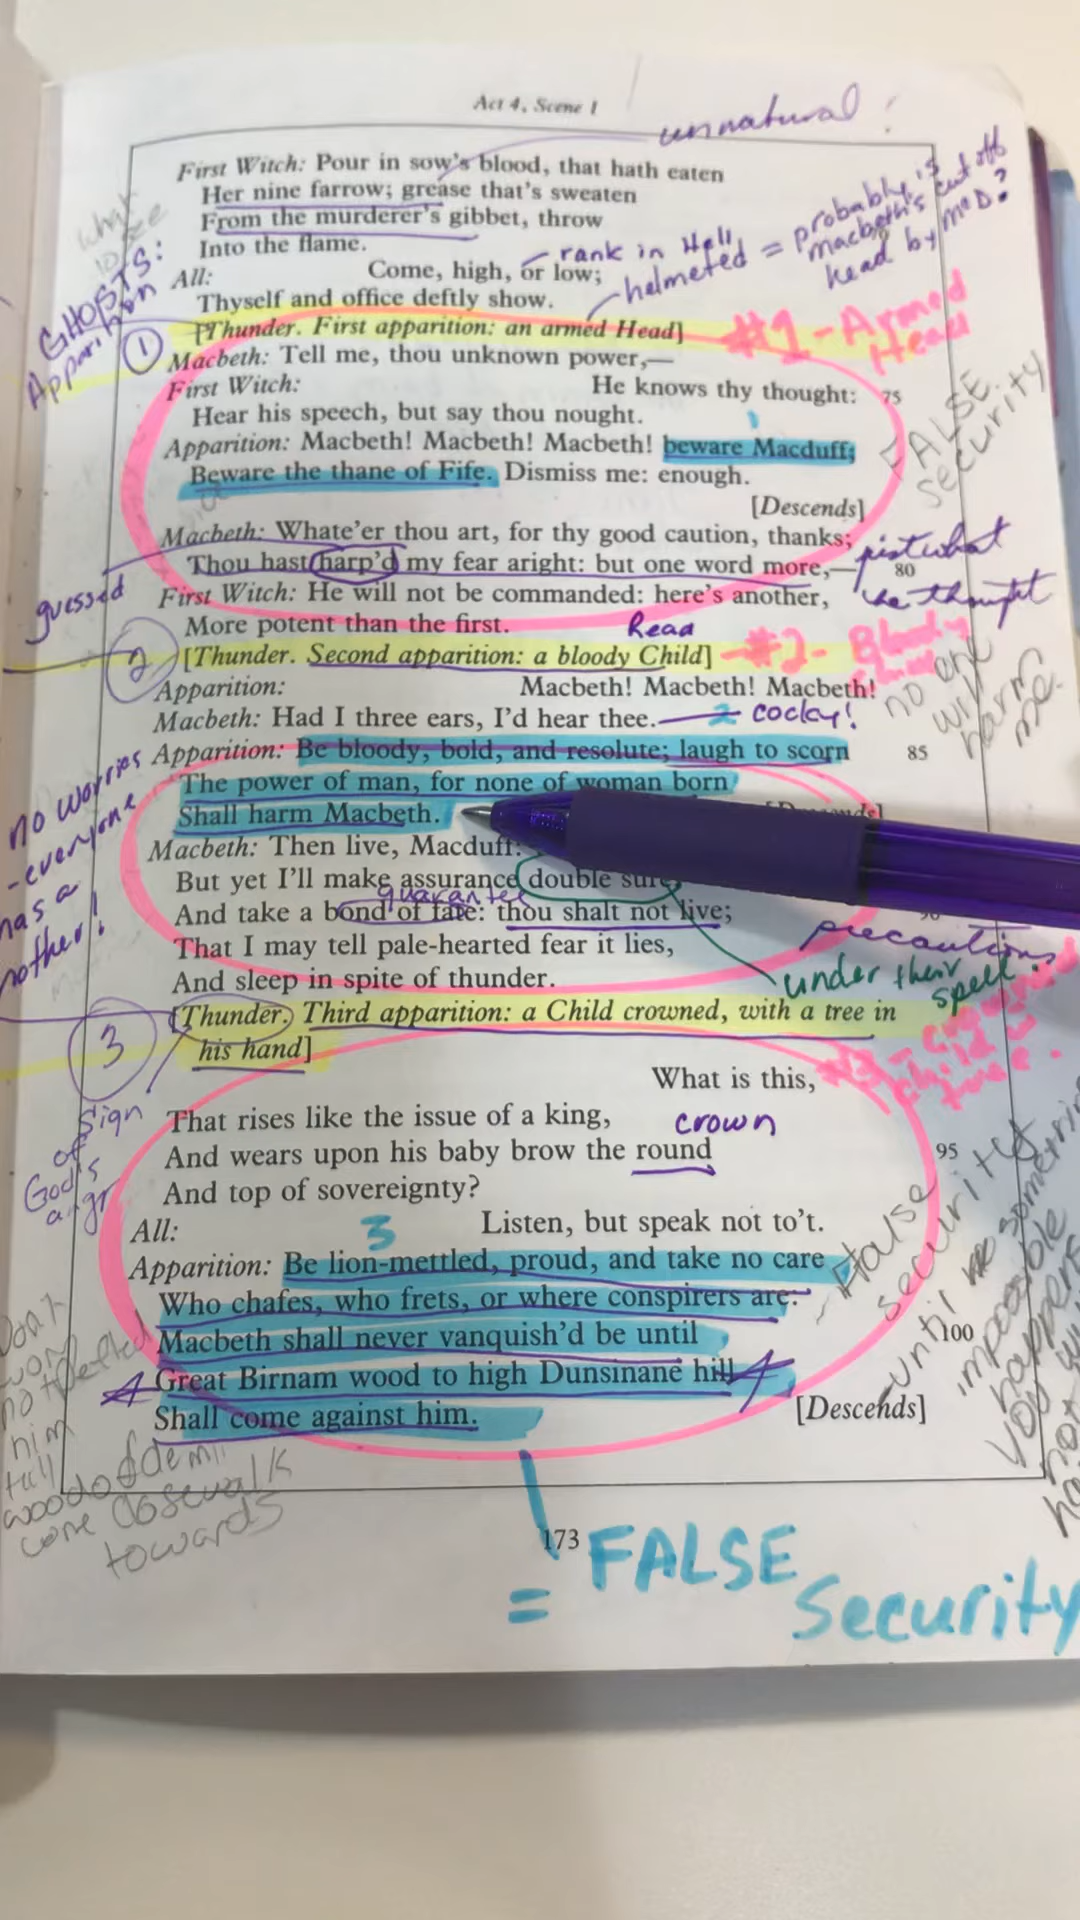 Act 4, Scene 1
unnatural!
First Witch: Pour in sow's blood, that hath eaten
Her nine farrow; grease that's sweaten
From the murderer's gibbet, throw
Into the flame.
rank in Hell
All: Come, high, or low;
helmeted = probably is
macbeth's cut off
head by McD?
Thyself and office deftly show.
GHOSTS:
Apparition
1
[Thunder. First apparition: an armed Head]
#1 - Armed
Head
Macbeth: Tell me, thou unknown power,—
First Witch: He knows thy thought: 75
Hear his speech, but say thou nought.
FALSE
security
1
Apparition: Macbeth! Macbeth! Macbeth! beware Macduff;
Beware the thane of Fife. Dismiss me: enough.
[Descends]
Macbeth: Whate'er thou art, for thy good caution, thanks;
Thou hast harp'd my fear aright: but one word more,— 80
just what
he thought
guessed
First Witch: He will not be commanded: here's another,
More potent than the first.
Read
2
[Thunder. Second apparition: a bloody Child]
#2 - Bloody
no one
will
harm
me.
Apparition: Macbeth! Macbeth! Macbeth!
Macbeth: Had I three ears, I'd hear thee.
2 cocky!
Apparition: Be bloody, bold, and resolute; laugh to scorn 85
The power of man, for none of woman born
Shall harm Macbeth.
no worries
- everyone
has a
mother!
Macbeth: Then live, Macduff:
But yet I'll make assurance double sure,
guarantee
And take a bond of fate: thou shalt not live;
precautions
That I may tell pale-hearted fear it lies,
And sleep in spite of thunder.
under their
spell.
3
[Thunder. Third apparition: a Child crowned, with a tree in
his hand]
#3 - crowned
child w
tree.
Sign
of
God's
What is this,
That rises like the issue of a king,
crown
And wears upon his baby brow the round 95
And top of sovereignty?
All: Listen, but speak not to't.
3
Apparition: Be lion-mettled, proud, and take no care
Who chafes, who frets, or where conspirers are:
Macbeth shall never vanquish'd be until 100
Great Birnam wood to high Dunsinane hill
Shall come against him. [Descends]
false
security
until
impossible
him
till
come
towards
173
= FALSE
Security